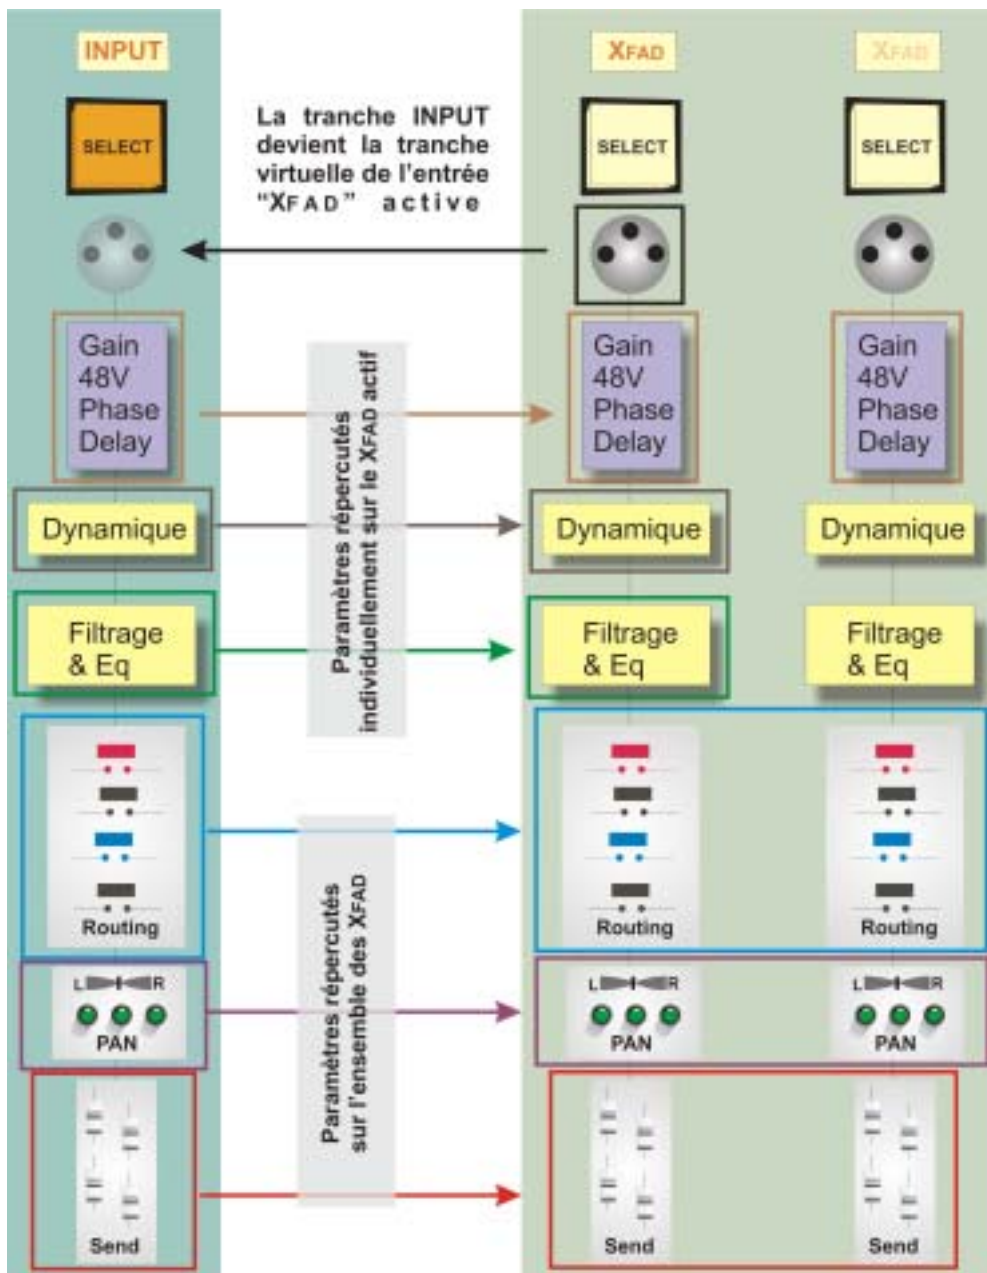 INPUT
XFAD
XFAD
SELECT
La tranche INPUT
devient la tranche
virtuelle de l'entrée
“XFAD” active
SELECT
SELECT
Gain
48V
Phase
Delay
Gain
48V
Phase
Delay
Gain
48V
Phase
Delay
Paramètres répercutés
individuellement sur le XFAD actif
Dynamique
Dynamique
Dynamique
Filtrage
& Eq
Filtrage
& Eq
Filtrage
& Eq
Routing
Routing
Routing
Paramètres répercutés
sur l'ensemble des XFAD
L R
PAN
L R
PAN
L R
PAN
Send
Send
Send